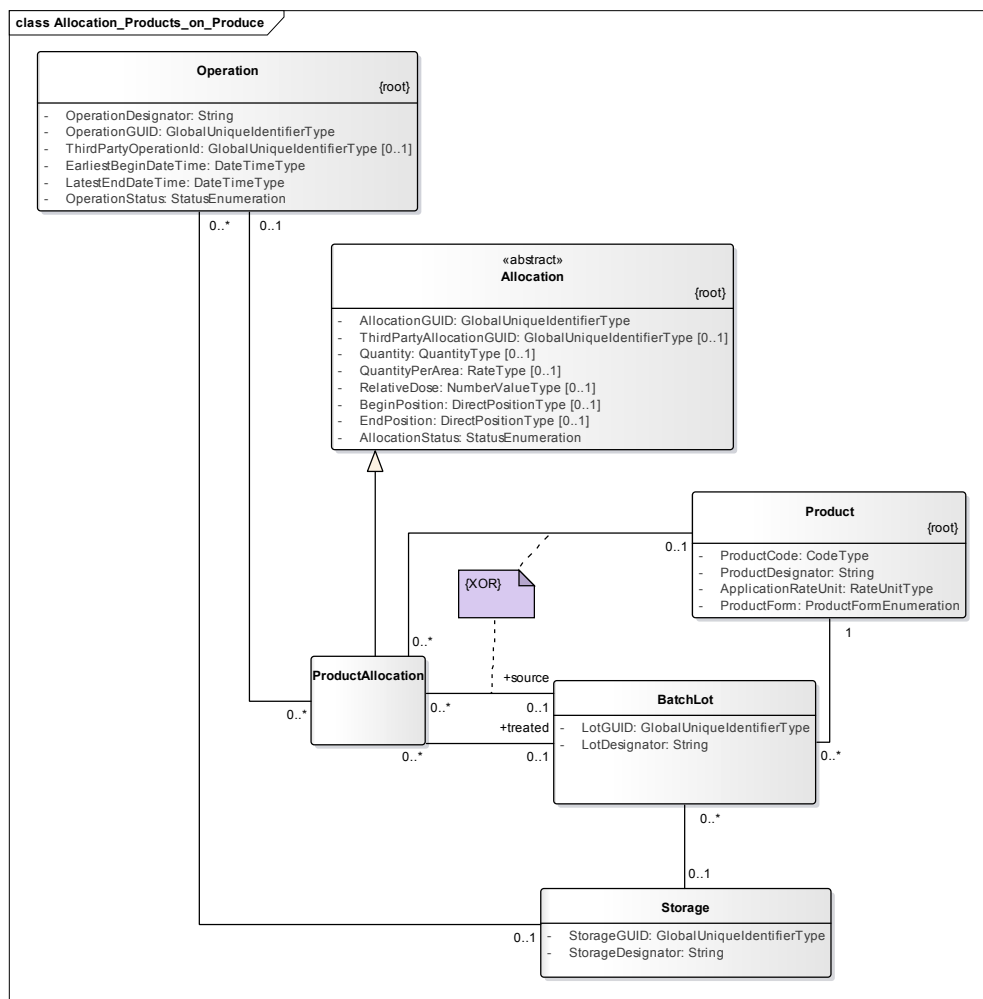 class Allocation_Products_on_Produce
Operation
{root}
- OperationDesignator: String
- OperationGUID: GlobalUniqueIdentifierType
- ThirdPartyOperationId: GlobalUniqueIdentifierType [0..1]
- EarliestBeginDateTime: DateTimeType
- LatestEndDateTime: DateTimeType
- OperationStatus: StatusEnumeration
0..* 0..1
«abstract»
Allocation
{root}
- AllocationGUID: GlobalUniqueIdentifierType
- ThirdPartyAllocationGUID: GlobalUniqueIdentifierType [0..1]
- Quantity: QuantityType [0..1]
- QuantityPerArea: RateType [0..1]
- RelativeDose: NumberValueType [0..1]
- BeginPosition: DirectPositionType [0..1]
- EndPosition: DirectPositionType [0..1]
- AllocationStatus: StatusEnumeration
Product
{root}
- ProductCode: CodeType
- ProductDesignator: String
- ApplicationRateUnit: RateUnitType
- ProductForm: ProductFormEnumeration
0..1
{XOR}
1
0..*
ProductAllocation
0..*
+source
0..* 0..1
+treated
0..* 0..1
BatchLot
- LotGUID: GlobalUniqueIdentifierType
- LotDesignator: String
0..*
0..*
0..1
Storage
- StorageGUID: GlobalUniqueIdentifierType
- StorageDesignator: String
0..1